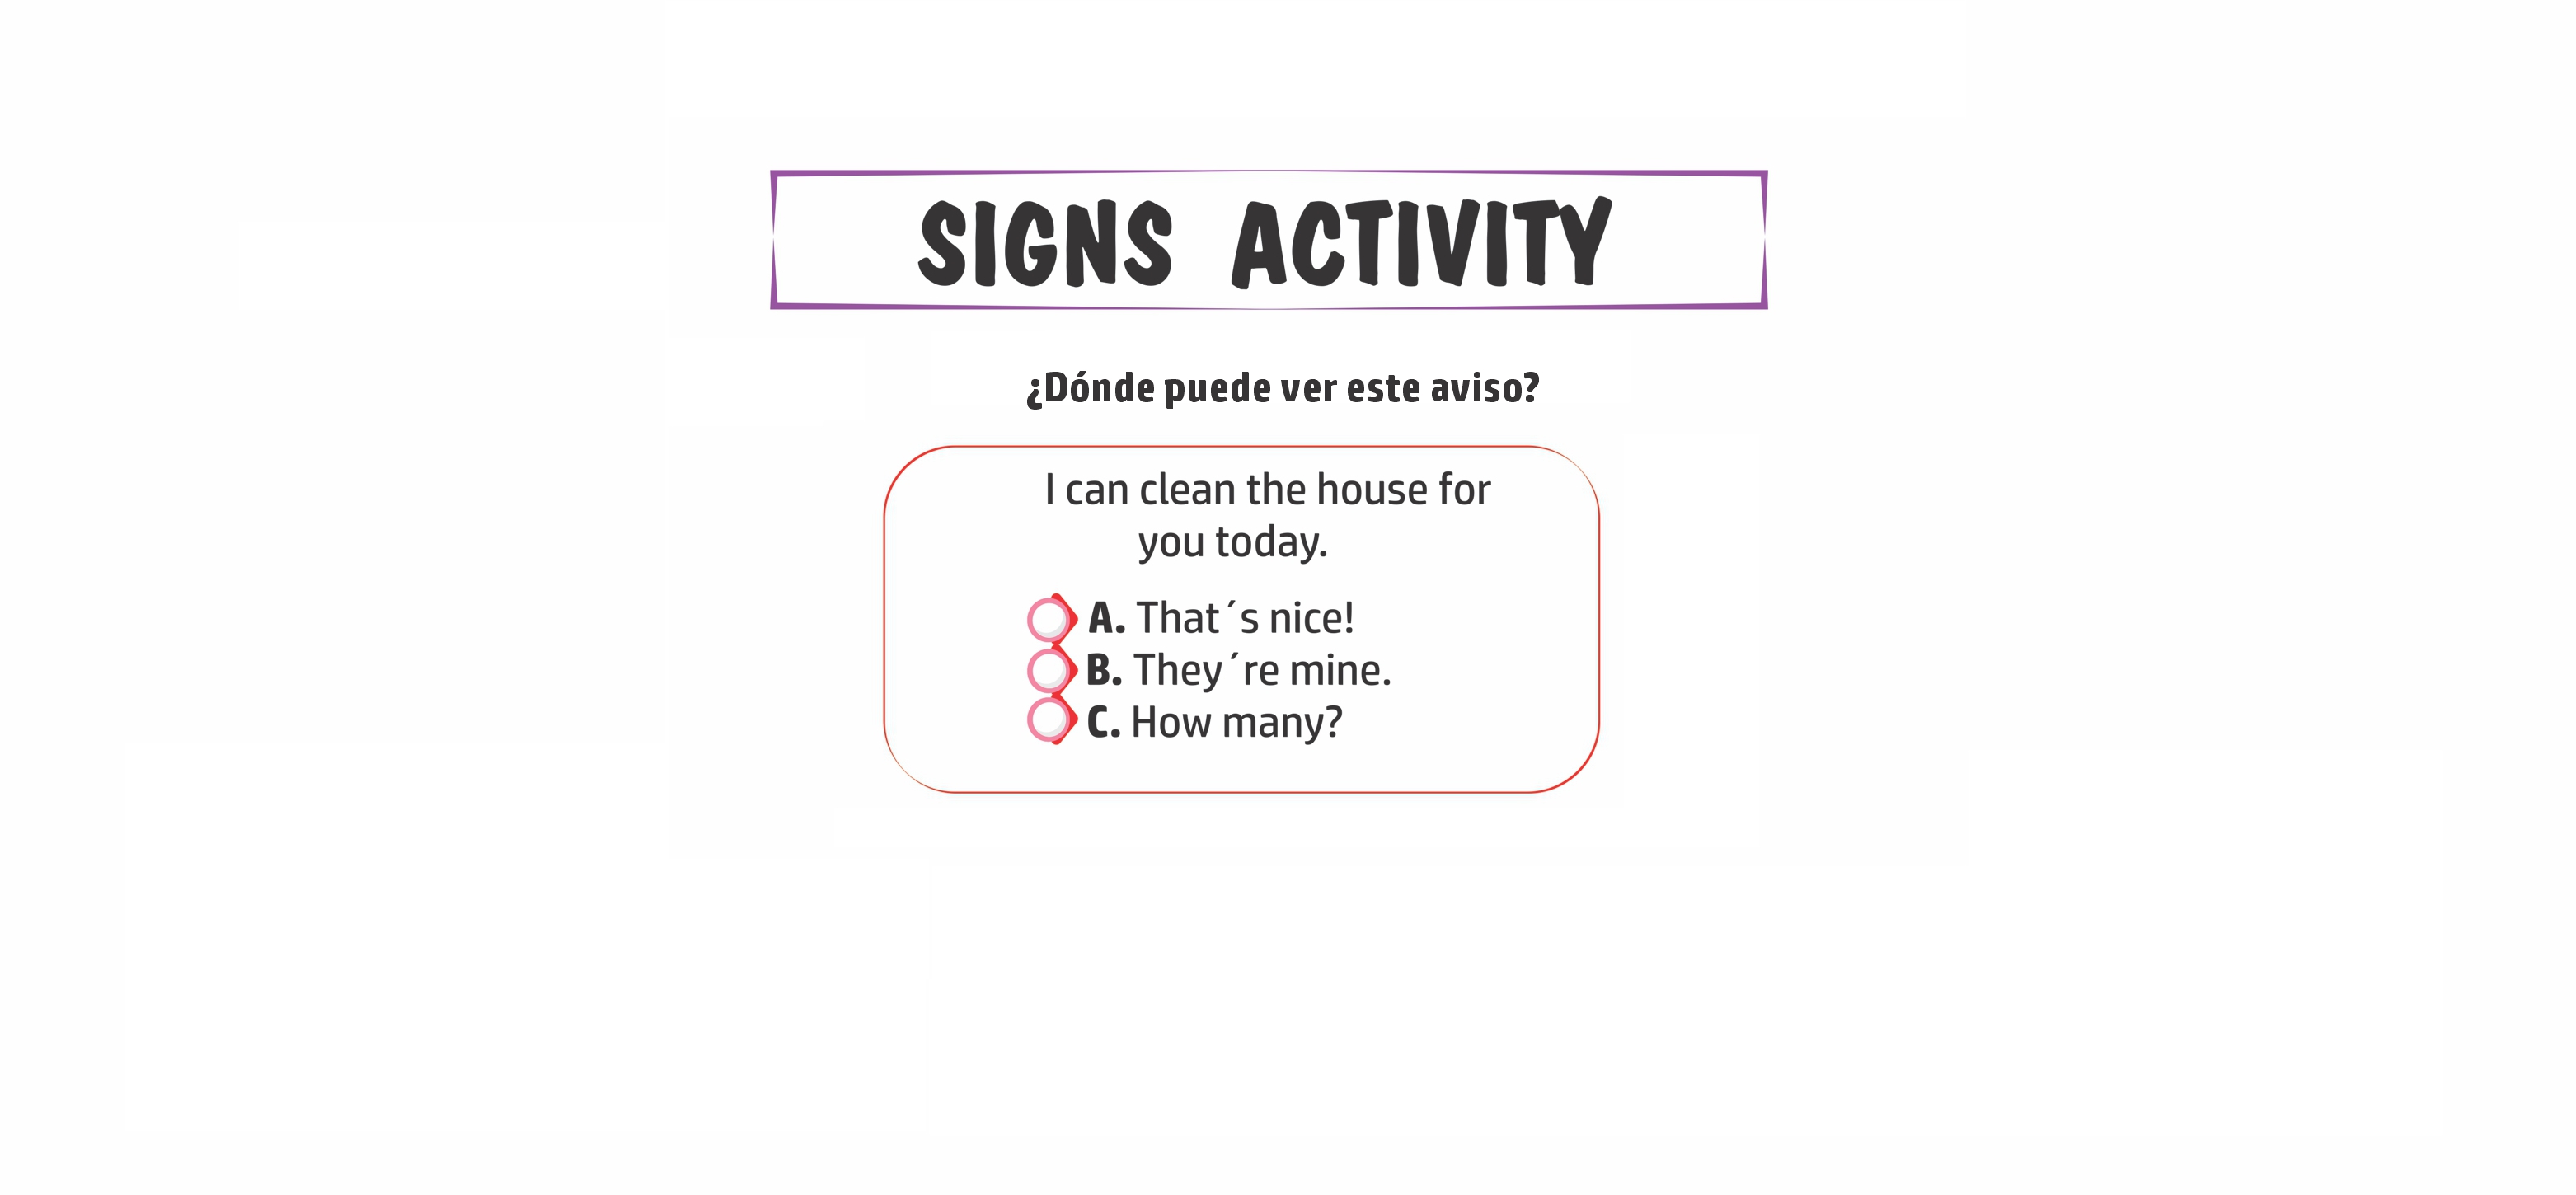 SIGNS ACTIVITY
¿Dónde puede ver este aviso?
I can clean the house for
you today.
A. That´s nice!
B. They´re mine.
C. How many?